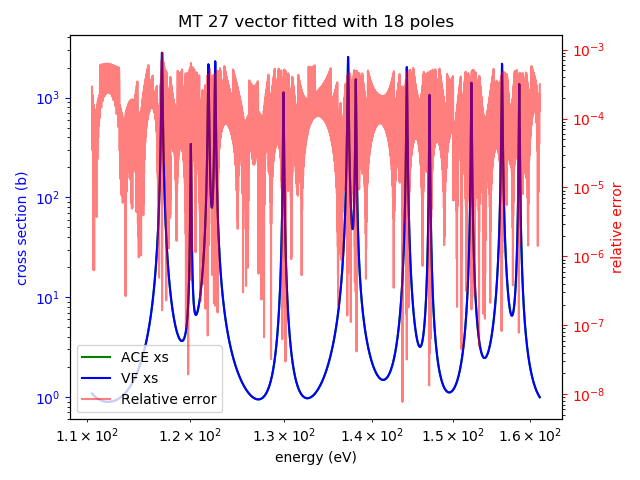 MT 27 vector fitted with 18 poles
cross section (b)
10³
10²
10¹
10⁰
10⁻³
10⁻⁴
10⁻⁵
10⁻⁶
10⁻⁷
10⁻⁸
relative error
ACE xs
VF xs
Relative error
1.1 × 10² 1.2 × 10² 1.3 × 10² 1.4 × 10² 1.5 × 10² 1.6 × 10²
energy (eV)